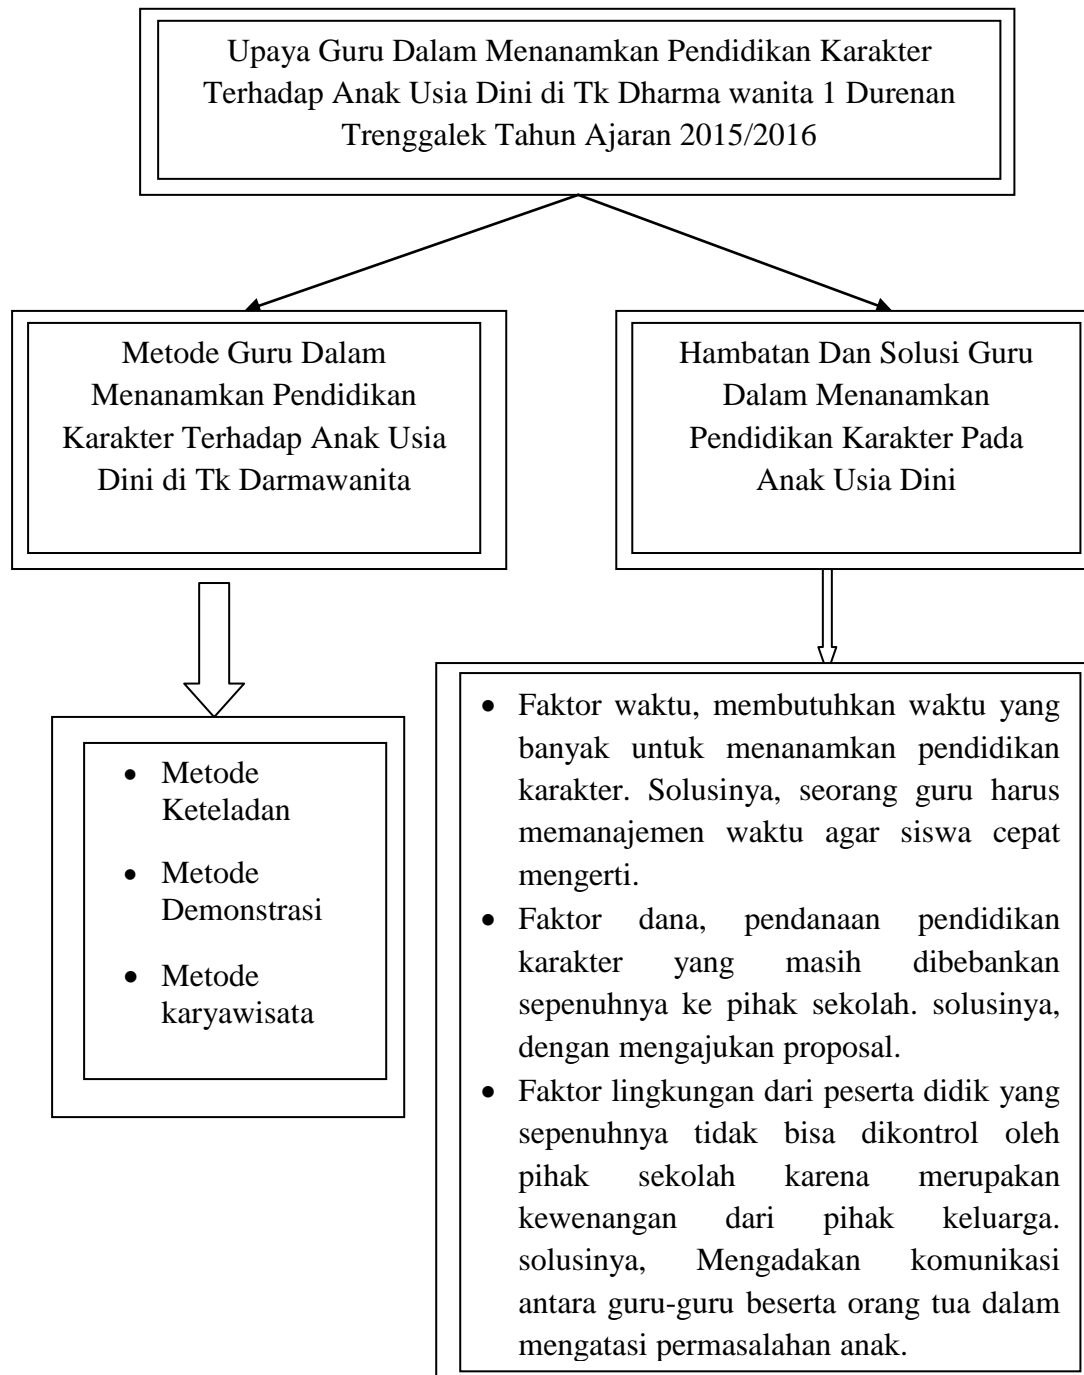 Upaya Guru Dalam Menanamkan Pendidikan Karakter
Terhadap Anak Usia Dini di Tk Dharma wanita 1 Durenan
Trenggalek Tahun Ajaran 2015/2016
Metode Guru Dalam
Menanamkan Pendidikan
Karakter Terhadap Anak Usia
Dini di Tk Darmawanita
Hambatan Dan Solusi Guru
Dalam Menanamkan
Pendidikan Karakter Pada
Anak Usia Dini
• Metode
Keteladan
• Metode
Demonstrasi
• Metode
karyawisata
• Faktor waktu, membutuhkan waktu yang
banyak untuk menanamkan pendidikan
karakter. Solusinya, seorang guru harus
memanajemen waktu agar siswa cepat
mengerti.
• Faktor dana, pendanaan pendidikan
karakter yang masih dibebankan
sepenuhnya ke pihak sekolah. solusinya,
dengan mengajukan proposal.
• Faktor lingkungan dari peserta didik yang
sepenuhnya tidak bisa dikontrol oleh
pihak sekolah karena merupakan
kewenangan dari pihak keluarga.
solusinya, Mengadakan komunikasi
antara guru-guru beserta orang tua dalam
mengatasi permasalahan anak.